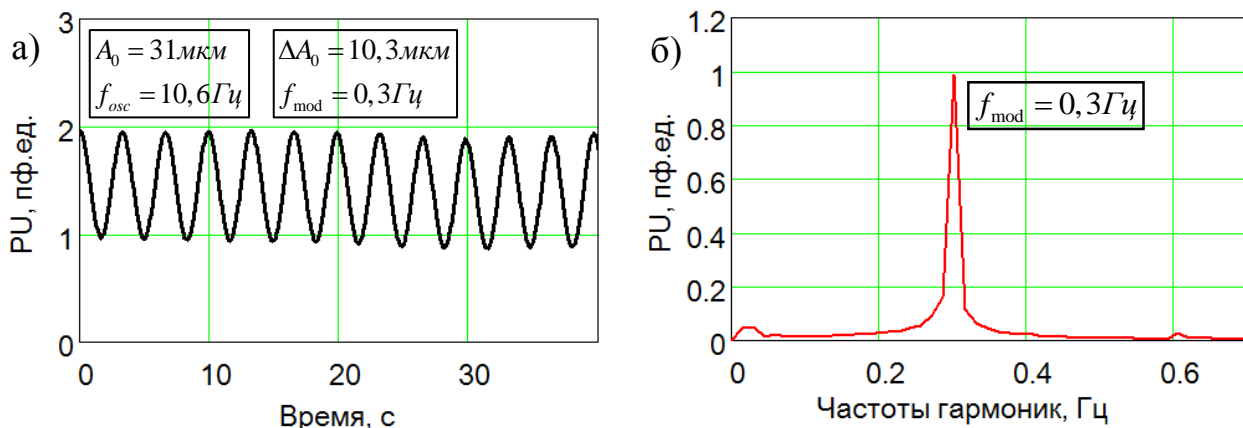 а)
A₀ = 31мкм
f_osc = 10,6Гц
ΔA₀ = 10,3мкм
f_mod = 0,3Гц
PU, пф.ед.
3
2
1
0
0 10 20 30
Время, с
б)
f_mod = 0,3Гц
PU, пф.ед.
1.2
1
0.8
0.6
0.4
0.2
0
0 0.2 0.4 0.6
Частоты гармоник, Гц